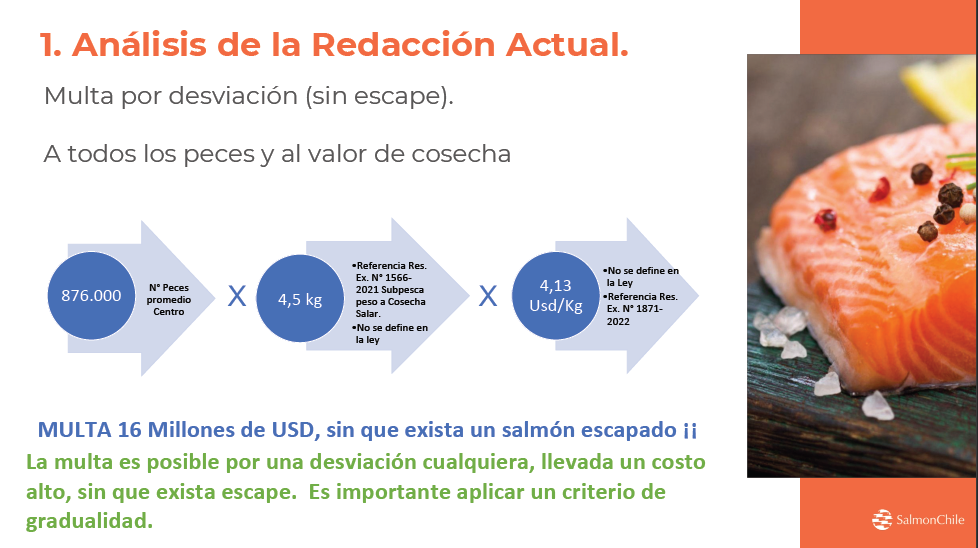 1. Análisis de la Redacción Actual.
Multa por desviación (sin escape).
A todos los peces y al valor de cosecha
876.000
N° Peces
promedio
Centro
X
4,5 kg
•Referencia Res.
Ex. N° 1566-
2021 Subpesca
peso a Cosecha
Salar.
•No se define en
la ley
X
4,13
Usd/Kg
•No se define en
la Ley
•Referencia Res.
Ex. N° 1871-
2022
MULTA 16 Millones de USD, sin que exista un salmón escapado ¡¡
La multa es posible por una desviación cualquiera, llevada un costo
alto, sin que exista escape.  Es importante aplicar un criterio de
gradualidad.
SalmonChile